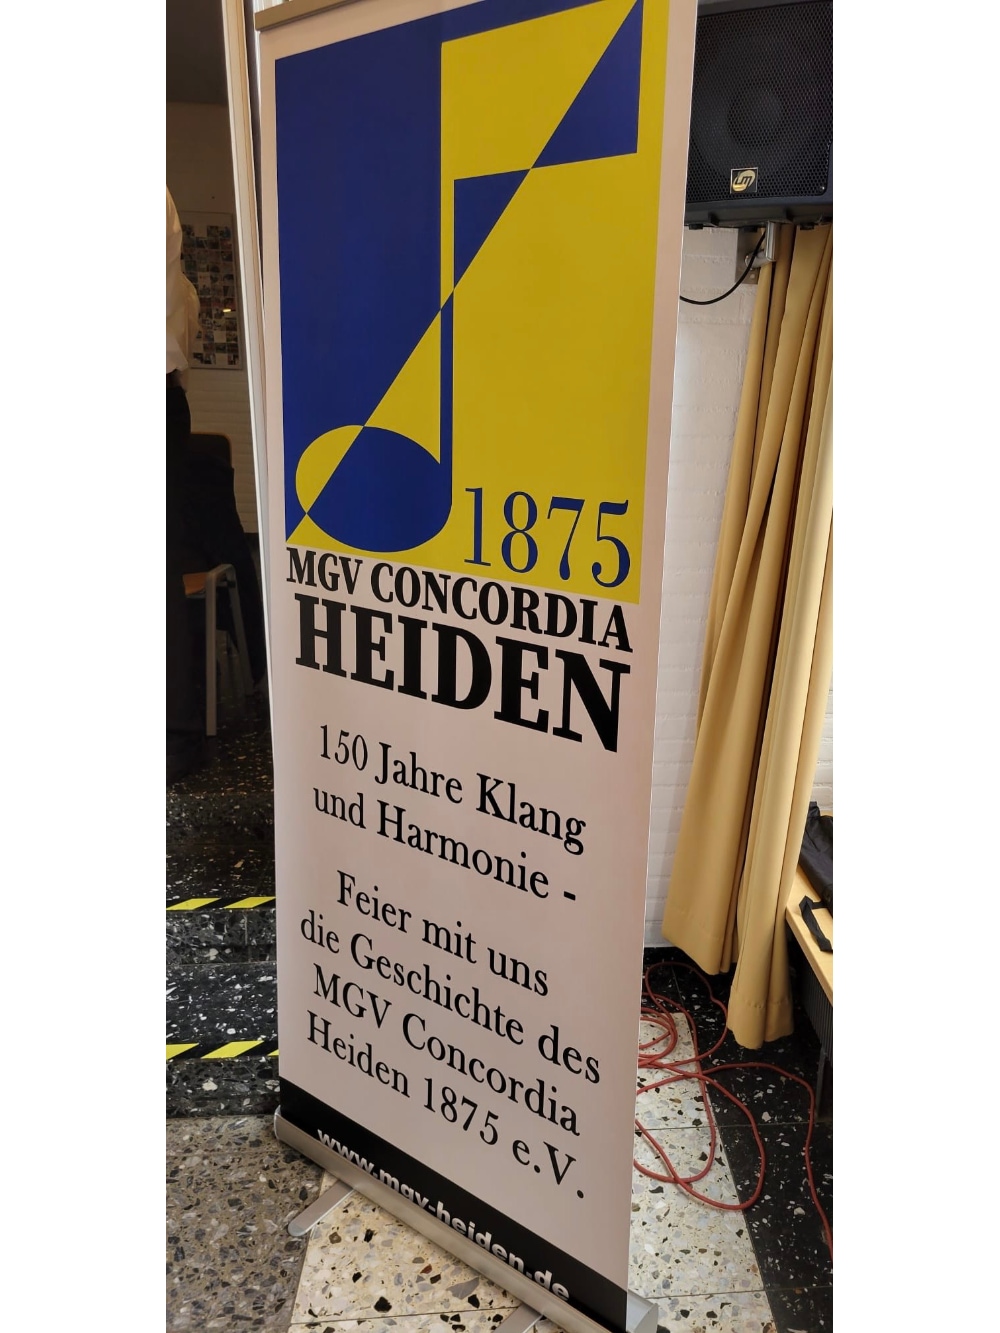 1875
MGV CONCORDIA
HEIDEN
150 Jahre Klang
und Harmonie -
Feier mit uns
die Geschichte des
MGV Concordia
Heiden 1875 e.V.
www.mgv-heiden.de